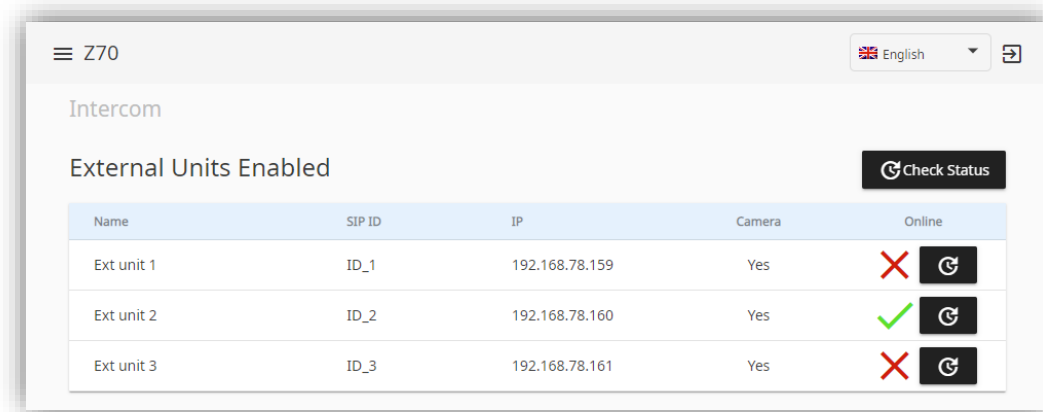 Z70
English
Intercom
External Units Enabled
Check Status
Name SIP ID IP Camera Online
Ext unit 1 ID_1 192.168.78.159 Yes
Ext unit 2 ID_2 192.168.78.160 Yes
Ext unit 3 ID_3 192.168.78.161 Yes